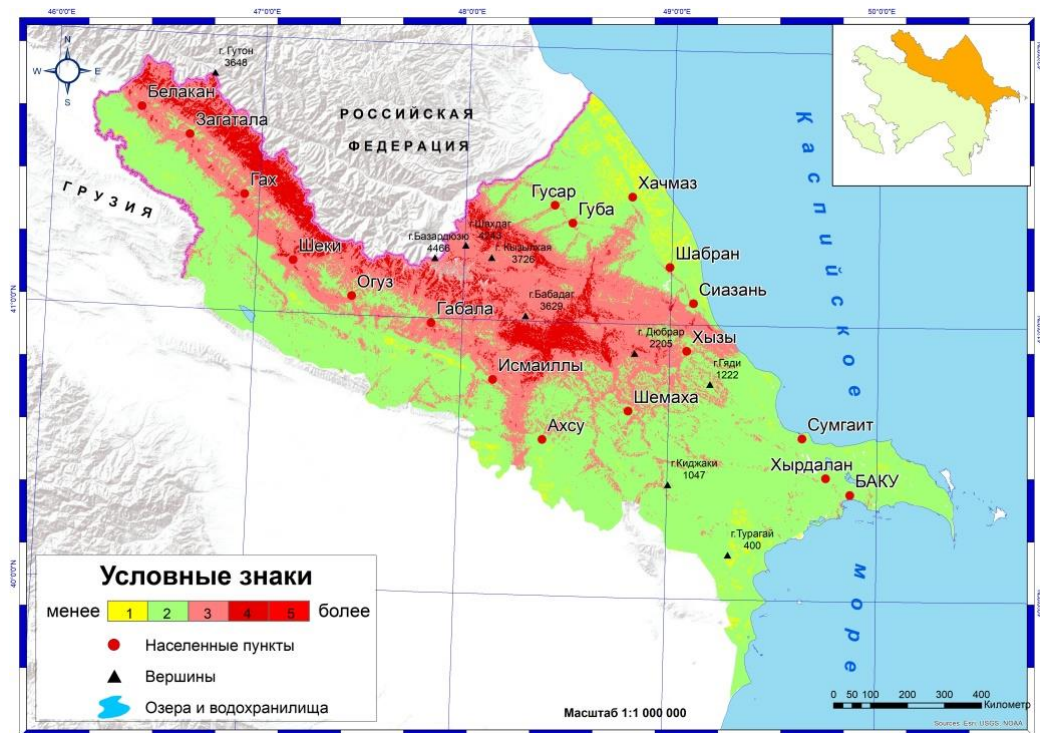 46°0'0"E 47°0'0"E 48°0'0"E 49°0'0"E 50°0'0"E
N
W E
S
г. Гутон
3648
Белакан
Загатала
РОССИЙСКАЯ
ФЕДЕРАЦИЯ
ГРУЗИЯ
Гах
Гусар
Хачмаз
Губа
г.Шахдаг
4243
г.Базардюзю
4466
г. Кызылкая
3726
Шеки
Шабран
Огуз
Сиазань
41°0'0"N
Габала
г.Бабадаг
3629
г. Дюбрар
2205
Хызы
г.Гяди
1222
Исмаиллы
Шемаха
Ахсу
Сумгаит
г.Киджаки
1047
Хырдалан
БАКУ
г.Турагай
400
40°0'0"N
Каспийское
море
Условные знаки
менее 1 2 3 4 5 более
Населенные пункты
Вершины
Озера и водохранилища
Масштаб 1:1 000 000
0 50 100 200 300 400
Километр
Sources: Esri, USGS, NOAA